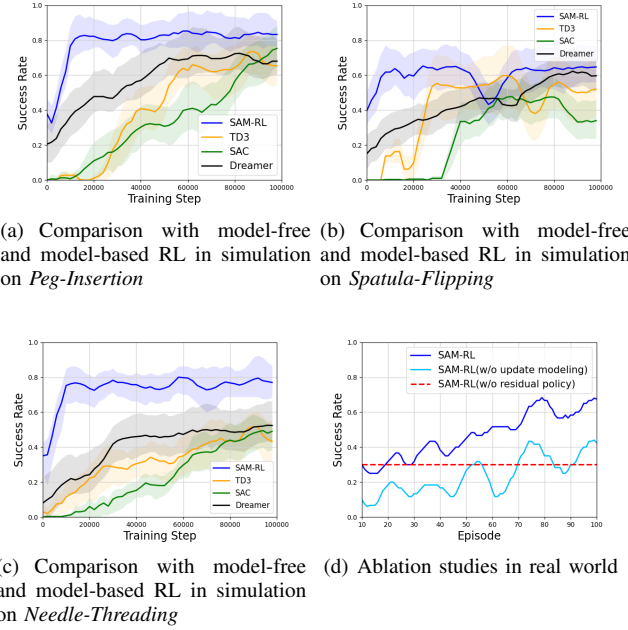 1.0
0.8
0.6
0.4
0.2
0.0
Success Rate
0 20000 40000 60000 80000 100000
Training Step
SAM-RL
TD3
SAC
Dreamer
(a) Comparison with model-free
and model-based RL in simulation
on Peg-Insertion
1.0
0.8
0.6
0.4
0.2
0.0
Success Rate
0 20000 40000 60000 80000 100000
Training Step
SAM-RL
TD3
SAC
Dreamer
(b) Comparison with model-free
and model-based RL in simulation
on Spatula-Flipping
1.0
0.8
0.6
0.4
0.2
0.0
Success Rate
0 20000 40000 60000 80000 100000
Training Step
SAM-RL
TD3
SAC
Dreamer
(c) Comparison with model-free
and model-based RL in simulation
on Needle-Threading
1.0
0.8
0.6
0.4
0.2
0.0
Success Rate
10 20 30 40 50 60 70 80 90 100
Episode
SAM-RL
SAM-RL(w/o update modeling)
SAM-RL(w/o residual policy)
(d) Ablation studies in real world